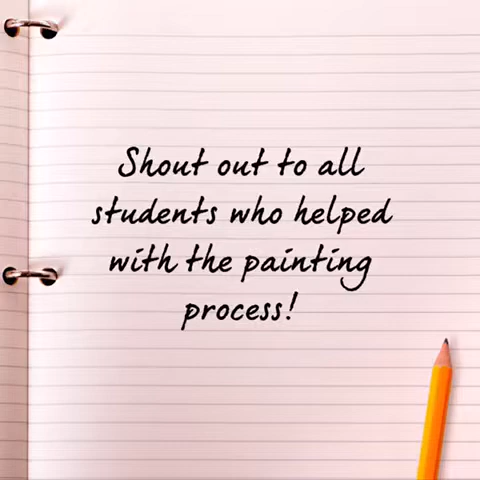 Shout out to all
students who helped
with the painting
process!